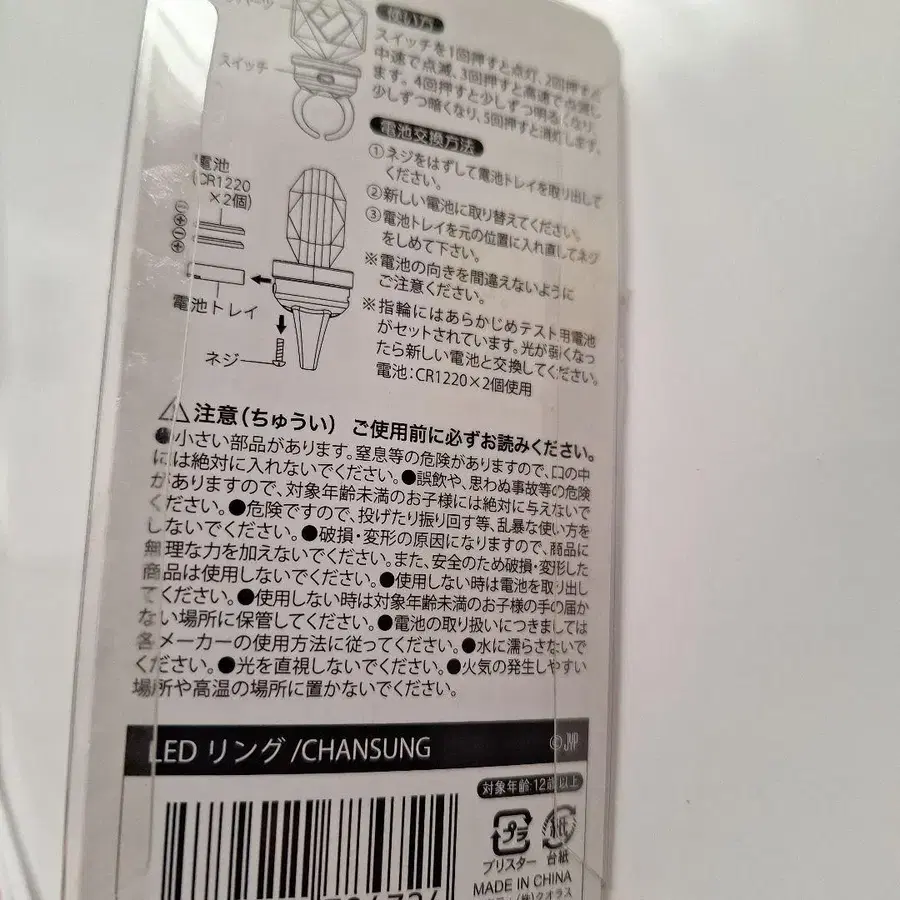 パーツ
スイッチ
使い方
スイッチを1回押すと点灯、2回押すと
中速で点滅、3回押すと高速で点滅し
ます。4回押すと少しずつ明るくなり、
少しずつ暗くなり、5回押すと消灯します。
電池交換方法
①ネジをはずして電池トレイを取り出して
ください。
②新しい電池に取り替えてください。
③電池トレイを元の位置に入れ直してネジ
をしめて下さい。
※電池の向きを間違えないように
ご注意ください。
※指輪にはあらかじめテスト用電池
がセットされています。光が弱くなっ
たら新しい電池と交換してください。
電池:CR1220×2個使用
電池
(CR1220
×2個)
電池トレイ
ネジ
⚠注意(ちゅうい) ご使用前に必ずお読みください。
●小さい部品があります。窒息等の危険がありますので、口の中
には絶対に入れないでください。●誤飲や、思わぬ事故等の危険
がありますので、対象年齢未満のお子様には絶対に与えないで
ください。●危険ですので、投げたり振り回す等、乱暴な使い方を
しないでください。●破損・変形の原因になりますので、商品に
無理な力を加えないでください。また、安全のため破損・変形した
商品は使用しないでください。●使用しない時は電池を取り出し
てください。●使用しない時は対象年齢未満のお子様の手の届か
ない場所に保管してください。●電池の取り扱いにつきましては
各メーカーの使用方法に従ってください。●水に濡らさないで
ください。●光を直視しないでください。●火気の発生しやすい
場所や高温の場所に置かないでください。
LED リング/CHANSUNG ©JYP
対象年齢:12歳以上
プラ 紙
ブリスター 台紙
MADE IN CHINA
(株)クオラス